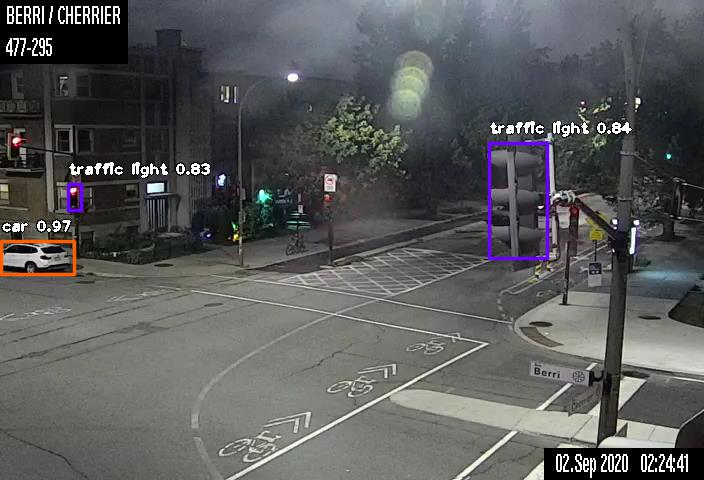 BERRI / CHERRIER
477-295
traffic light 0.84
traffic light 0.83
car 0.97
Berri
02.Sep 2020 02:24:41